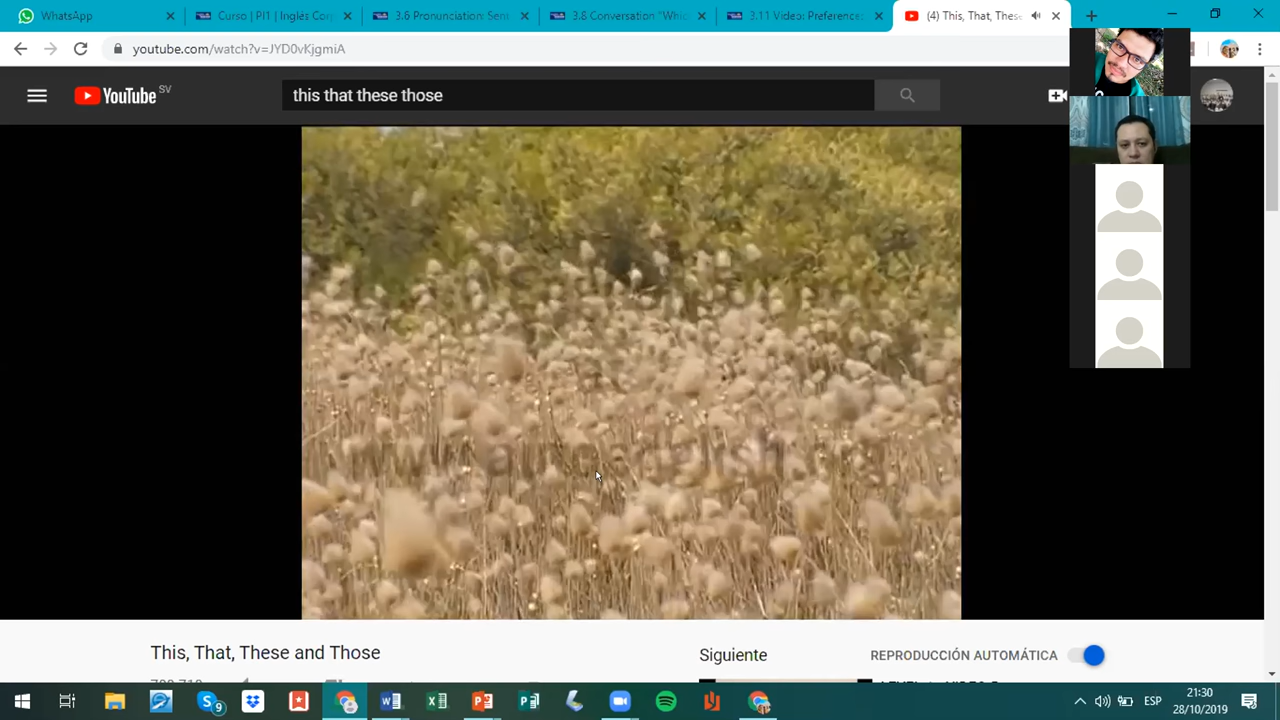 WhatsApp
Curso | PI1 | Inglés Cor
3.6 Pronunciation: Sen
3.8 Conversation "Whic
3.11 Video: Preference
(4) This, That, These
youtube.com/watch?v=JYD0vKjgmiA
YouTube SV
this that these those
This, That, These and Those
Siguiente
REPRODUCCIÓN AUTOMÁTICA
9
ESP
21:30
28/10/2019